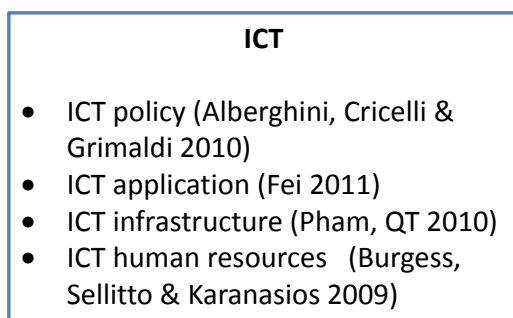 ICT
• ICT policy (Alberghini, Cricelli &
Grimaldi 2010)
• ICT application (Fei 2011)
• ICT infrastructure (Pham, QT 2010)
• ICT human resources (Burgess,
Sellitto & Karanasios 2009)